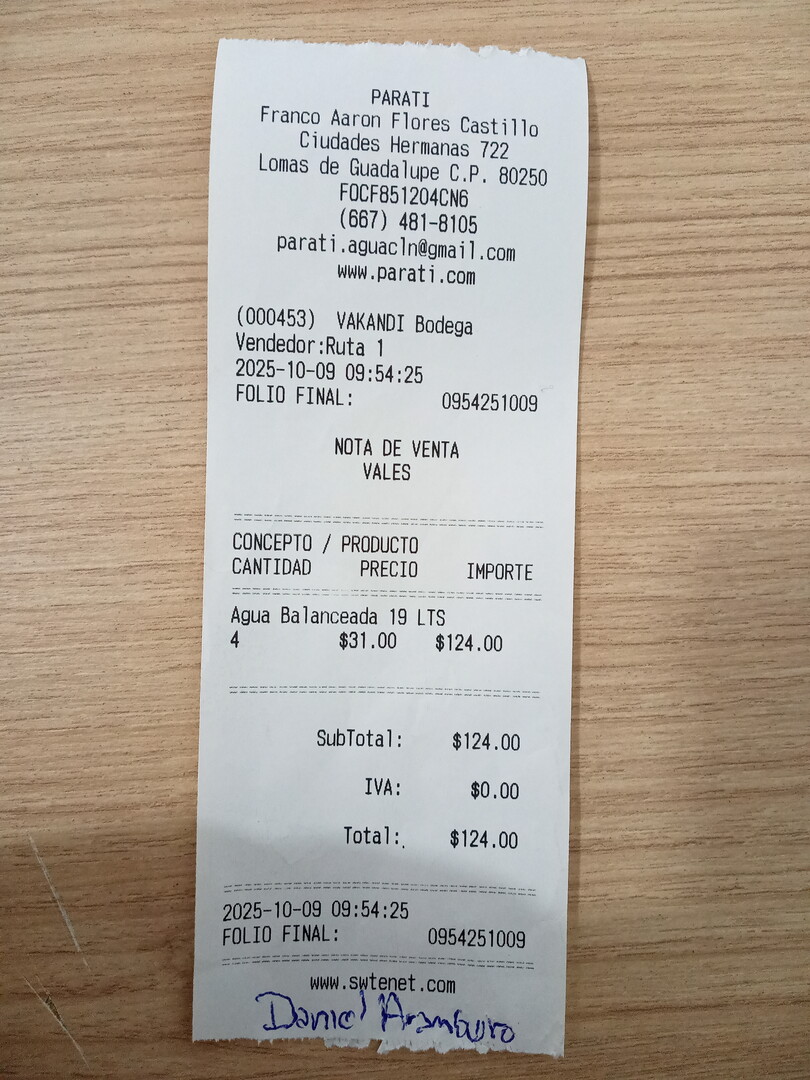 PARATI
Franco Aaron Flores Castillo
Ciudades Hermanas 722
Lomas de Guadalupe C.P. 80250
FOCF851204CN6
(667) 481-8105
parati.aguacln@gmail.com
www.parati.com
(000453) VAKANDI Bodega
Vendedor:Ruta 1
2025-10-09 09:54:25
FOLIO FINAL: 0954251009
NOTA DE VENTA
VALES
CONCEPTO / PRODUCTO
CANTIDAD PRECIO IMPORTE
Agua Balanceada 19 LTS
4 $31.00 $124.00
SubTotal: $124.00
IVA: $0.00
Total: $124.00
2025-10-09 09:54:25
FOLIO FINAL: 0954251009
www.swtenet.com
Daniel Aramburo